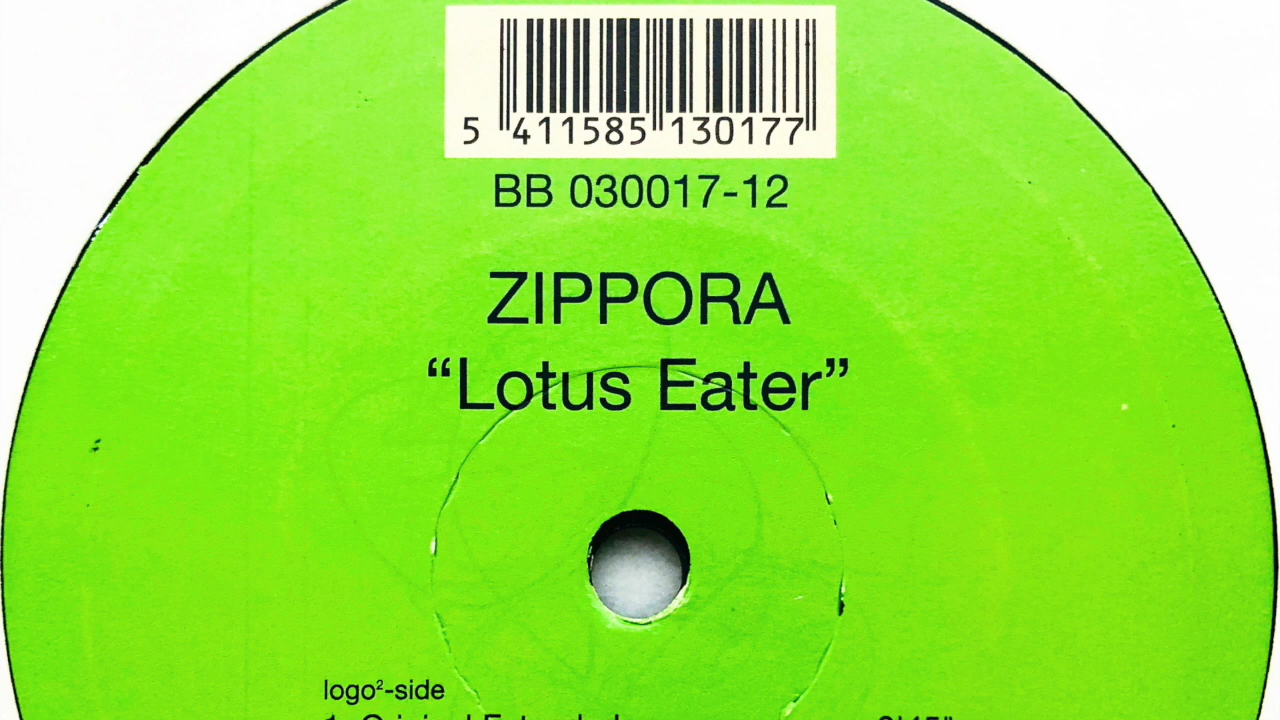 5 411585 130177
BB 030017-12
ZIPPORA
“Lotus Eater”
logo²-side